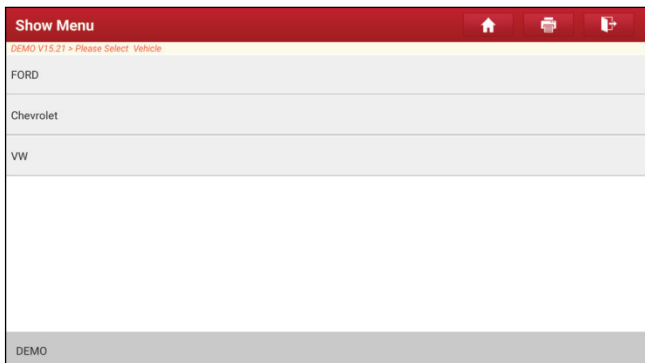 Show Menu
DEMO V15.21 > Please Select Vehicle
FORD
Chevrolet
VW
DEMO